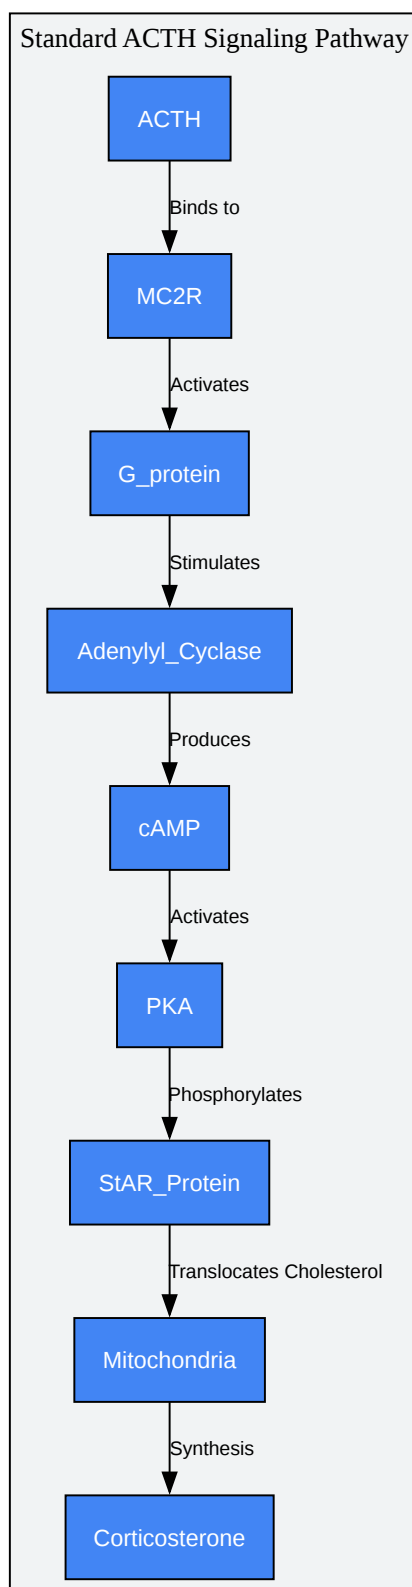 Standard ACTH Signaling Pathway
ACTH
Binds to
MC2R
Activates
G_protein
Stimulates
Adenylyl_Cyclase
Produces
cAMP
Activates
PKA
Phosphorylates
StAR_Protein
Translocates Cholesterol
Mitochondria
Synthesis
Corticosterone